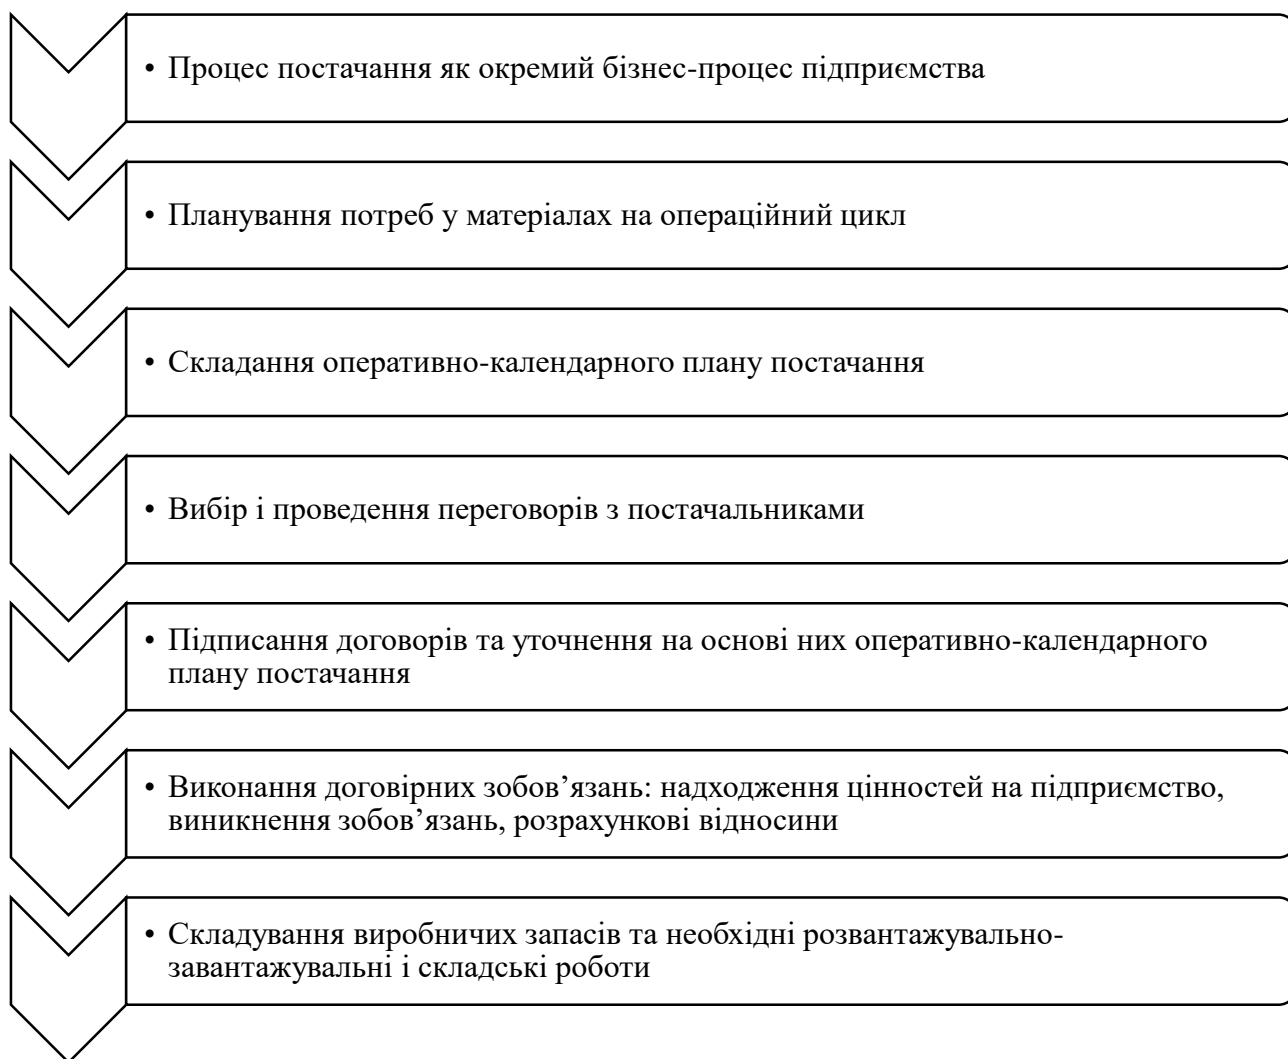 • Процес постачання як окремий бізнес-процес підприємства
• Планування потреб у матеріалах на операційний цикл
• Складання оперативно-календарного плану постачання
• Вибір і проведення переговорів з постачальниками
• Підписання договорів та уточнення на основі них оперативно-календарного
плану постачання
• Виконання договірних зобов’язань: надходження цінностей на підприємство,
виникнення зобов’язань, розрахункові відносини
• Складування виробничих запасів та необхідні розвантажувально-
завантажувальні і складські роботи